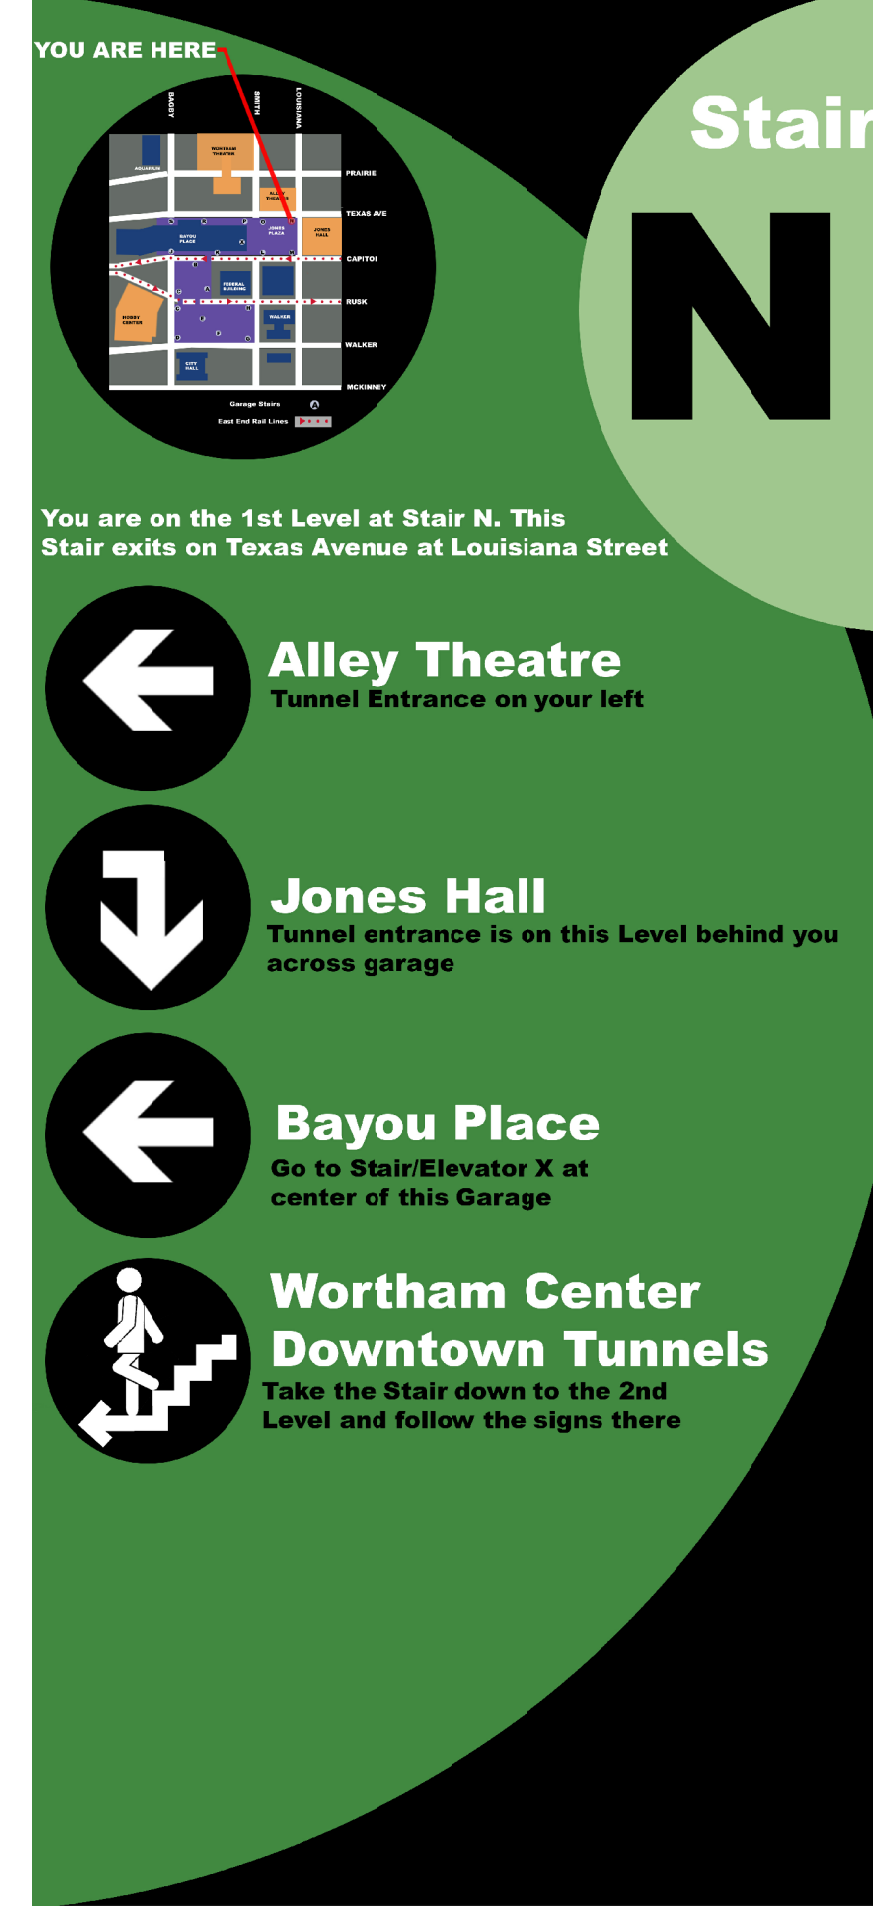 YOU ARE HERE
Stair
N
BAGBY
SMITH
LOUISIANA
WORTHAM
THEATER
AQUARIUM
PRAIRIE
ALLEY
THEATRE
TEXAS AVE
JONES
PLAZA
JONES
HALL
BAYOU
PLACE
X
CAPITOL
FEDERAL
BUILDING
RUSK
HOBBY
CENTER
WALKER
WALKER
CITY
HALL
MCKINNEY
Garage Stairs A
East End Rail Lines
You are on the 1st Level at Stair N. This
Stair exits on Texas Avenue at Louisiana Street
Alley Theatre
Tunnel Entrance on your left
Jones Hall
Tunnel entrance is on this Level behind you
across garage
Bayou Place
Go to Stair/Elevator X at
center of this Garage
Wortham Center
Downtown Tunnels
Take the Stair down to the 2nd
Level and follow the signs there